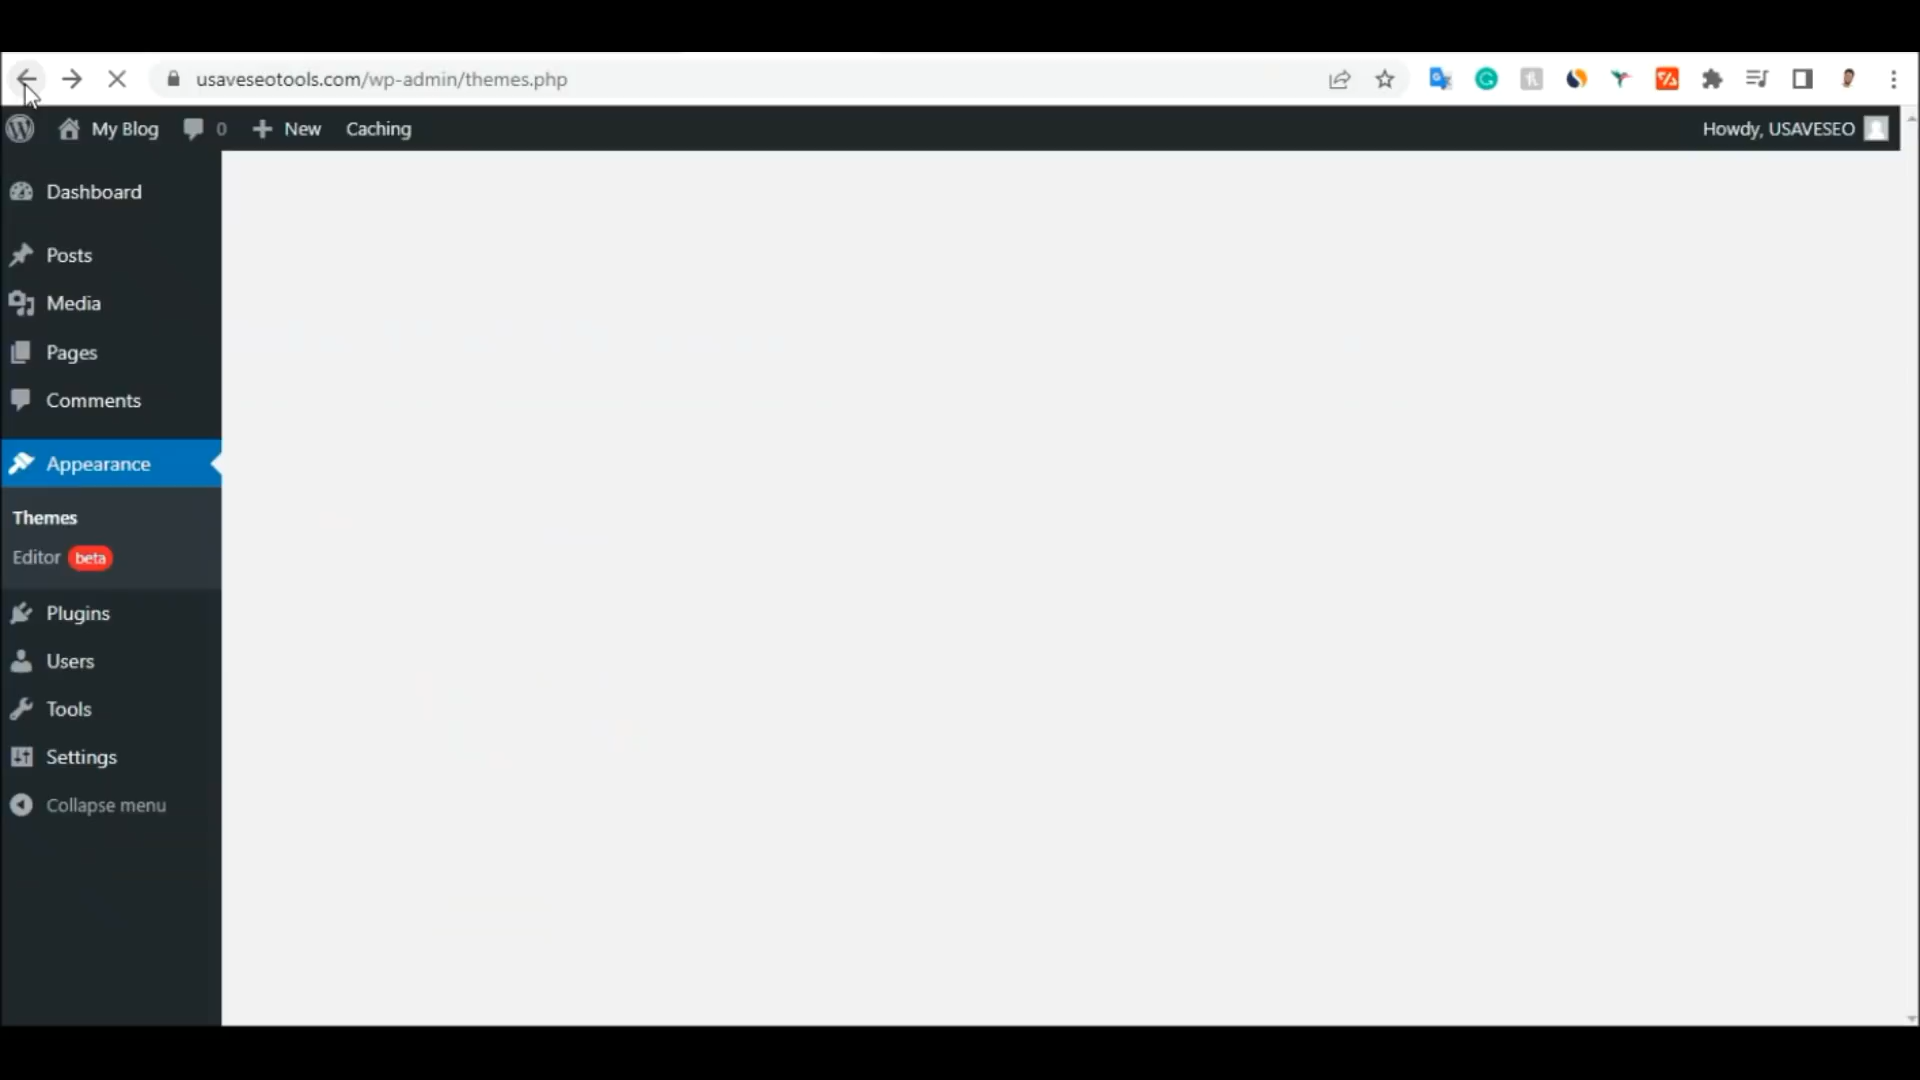 usaveseotools.com/wp-admin/themes.php
My Blog 0 New Caching Howdy, USAVESEO
Dashboard
Posts
Media
Pages
Comments
Appearance
Themes
Editor beta
Plugins
Users
Tools
Settings
Collapse menu